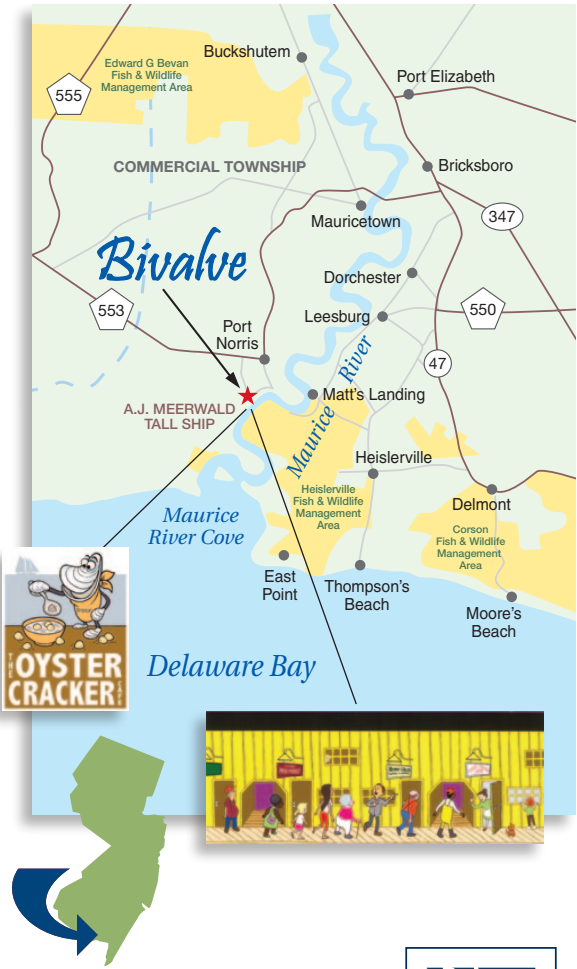 Buckshutem
Edward G Bevan
Fish & Wildlife
Management Area
Port Elizabeth
555
COMMERCIAL TOWNSHIP
Bricksboro
Mauricetown
347
Bivalve
Dorchester
553
Leesburg
550
Port
Norris
47
Maurice River
A.J. MEERWALD
TALL SHIP
Matt's Landing
Heislerville
Heislerville
Fish & Wildlife
Management
Area
Delmont
Corson
Fish & Wildlife
Management
Area
Maurice
River Cove
East
Point
Thompson's
Beach
Moore's
Beach
THE
OYSTER
CRACKER
CAFE
Delaware Bay